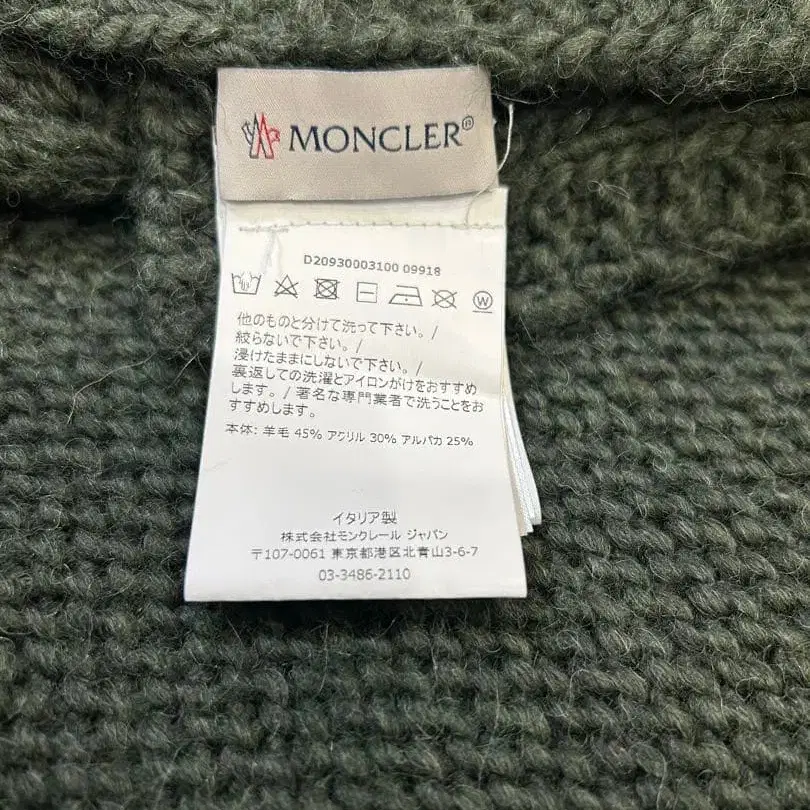 MONCLER®
D20930003100 09918
W
他のものと分けて洗って下さい。/
絞らないで下さい。/
浸けたままにしないで下さい。/
裏返しての洗濯とアイロンがけをおすすめ
します。/ 著名な専門業者で洗うことをお
すすめします。
本体: 羊毛 45% アクリル 30% アルパカ 25%
イタリア製
株式会社モンクレール ジャパン
〒107-0061 東京都港区北青山3-6-7
03-3486-2110